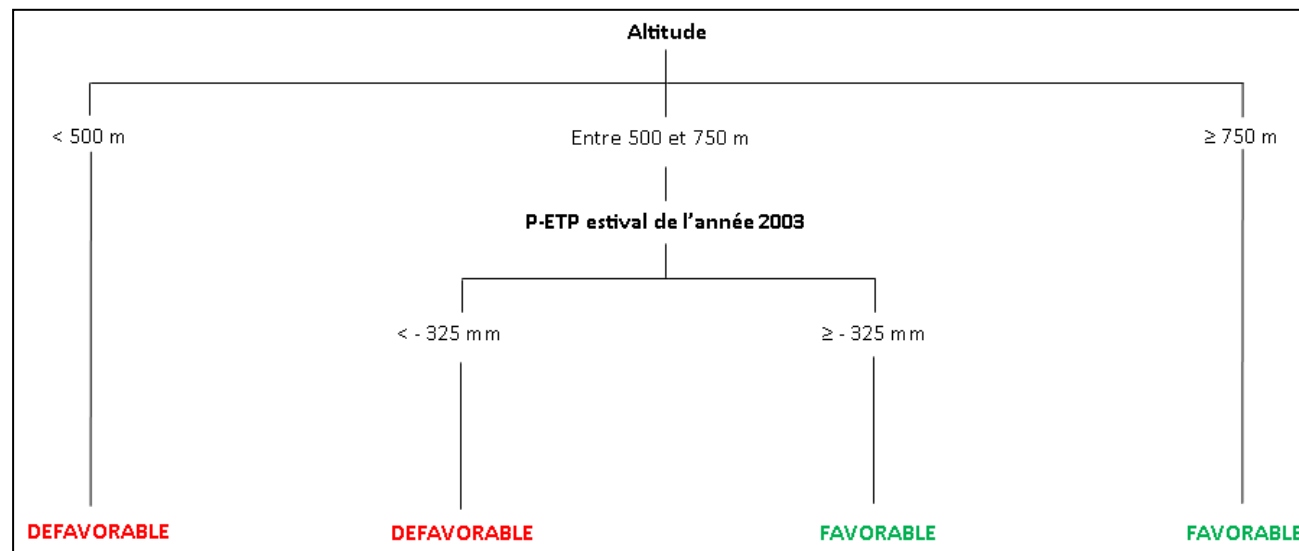 Altitude
< 500 m
Entre 500 et 750 m
≥ 750 m
P-ETP estival de l’année 2003
< - 325 mm
≥ - 325 mm
DEFAVORABLE
DEFAVORABLE
FAVORABLE
FAVORABLE